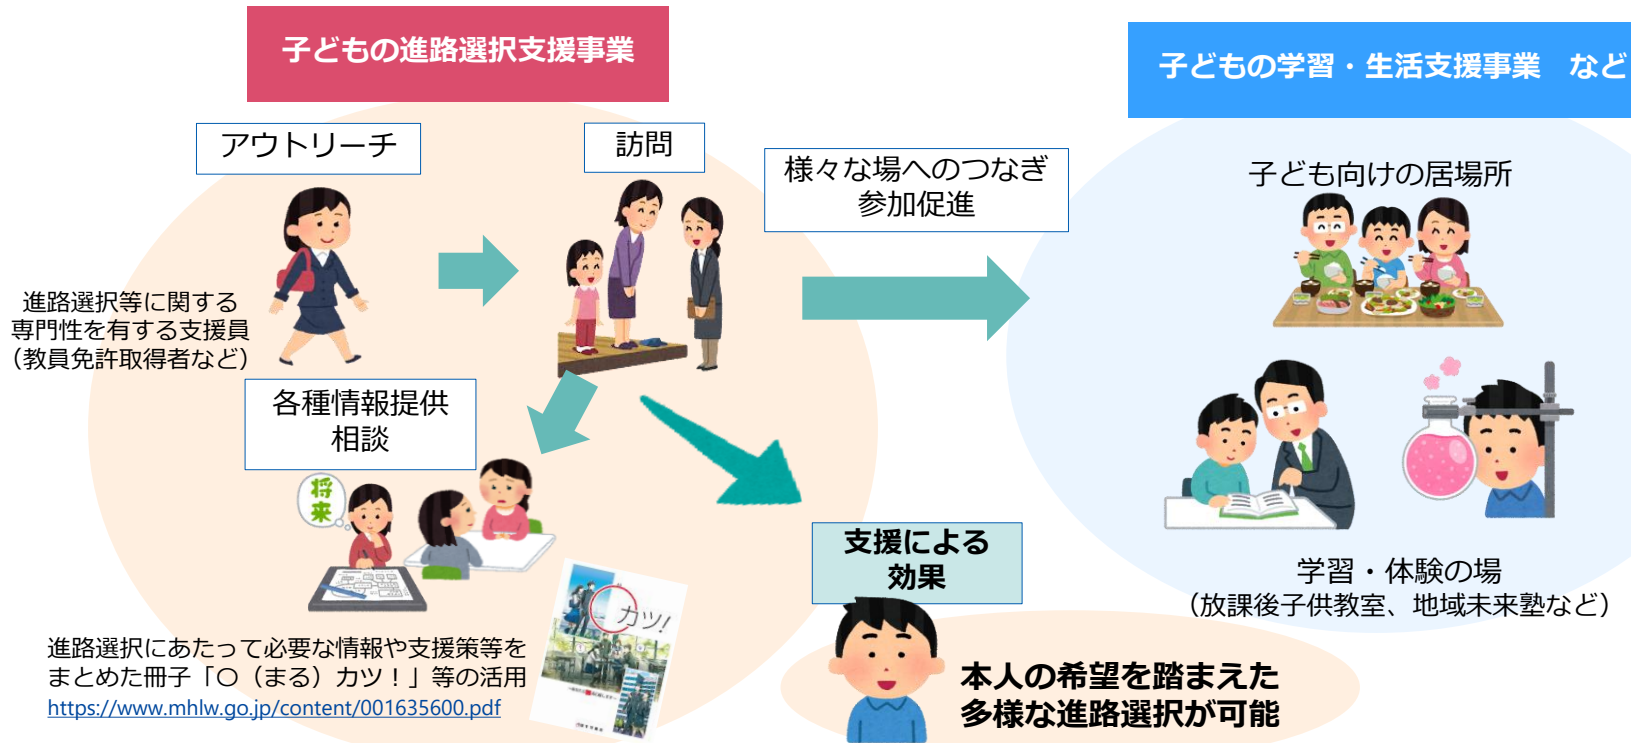 子どもの進路選択支援事業
子どもの学習・生活支援事業　など
アウトリーチ
訪問
様々な場へのつなぎ
参加促進
子ども向けの居場所
進路選択等に関する
専門性を有する支援員
（教員免許取得者など）
各種情報提供
相談
将
来
支援による
効果
学習・体験の場
（放課後子供教室、地域未来塾など）
カツ!
進路選択にあたって必要な情報や支援策等を
まとめた冊子「〇（まる）カツ！」等の活用
https://www.mhlw.go.jp/content/001635600.pdf
本人の希望を踏まえた
多様な進路選択が可能